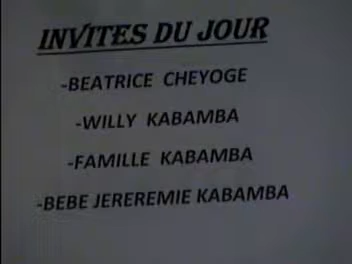 INVITES DU JOUR
-BEATRICE CHEYOGE
-WILLY KABAMBA
-FAMILLE KABAMBA
-BEBE JEREREMIE KABAMBA